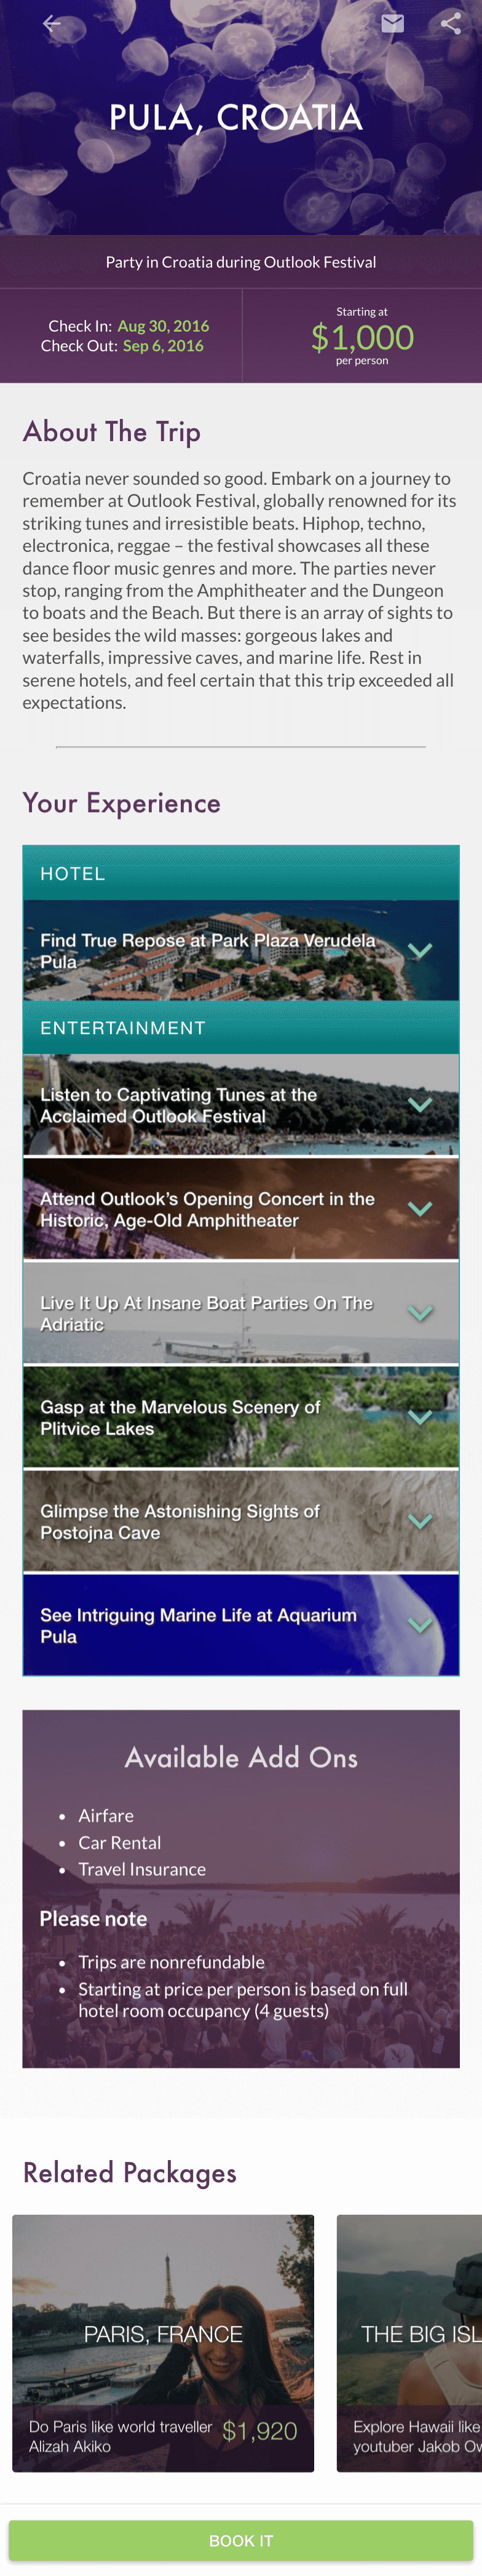 PULA, CROATIA
Party in Croatia during Outlook Festival
Check In: Aug 30, 2016
Check Out: Sep 6, 2016
Starting at
$1,000
per person
About The Trip
Croatia never sounded so good. Embark on a journey to
remember at Outlook Festival, globally renowned for its
striking tunes and irresistible beats. Hiphop, techno,
electronica, reggae – the festival showcases all these
dance floor music genres and more. The parties never
stop, ranging from the Amphitheater and the Dungeon
to boats and the Beach. But there is an array of sights to
see besides the wild masses: gorgeous lakes and
waterfalls, impressive caves, and marine life. Rest in
serene hotels, and feel certain that this trip exceeded all
expectations.
Your Experience
HOTEL
Find True Repose at Park Plaza Verudela
Pula
ENTERTAINMENT
Listen to Captivating Tunes at the
Acclaimed Outlook Festival
Attend Outlook's Opening Concert in the
Historic, Age-Old Amphitheater
Live It Up At Insane Boat Parties On The
Adriatic
Gasp at the Marvelous Scenery of
Plitvice Lakes
Glimpse the Astonishing Sights of
Postojna Cave
See Intriguing Marine Life at Aquarium
Pula
Available Add Ons
• Airfare
• Car Rental
• Travel Insurance
Please note
• Trips are nonrefundable
• Starting at price per person is based on full
hotel room occupancy (4 guests)
Related Packages
PARIS, FRANCE
Do Paris like world traveller
Alizah Akiko
$1,920
THE BIG ISL
Explore Hawaii like
youtuber Jakob Ow
BOOK IT